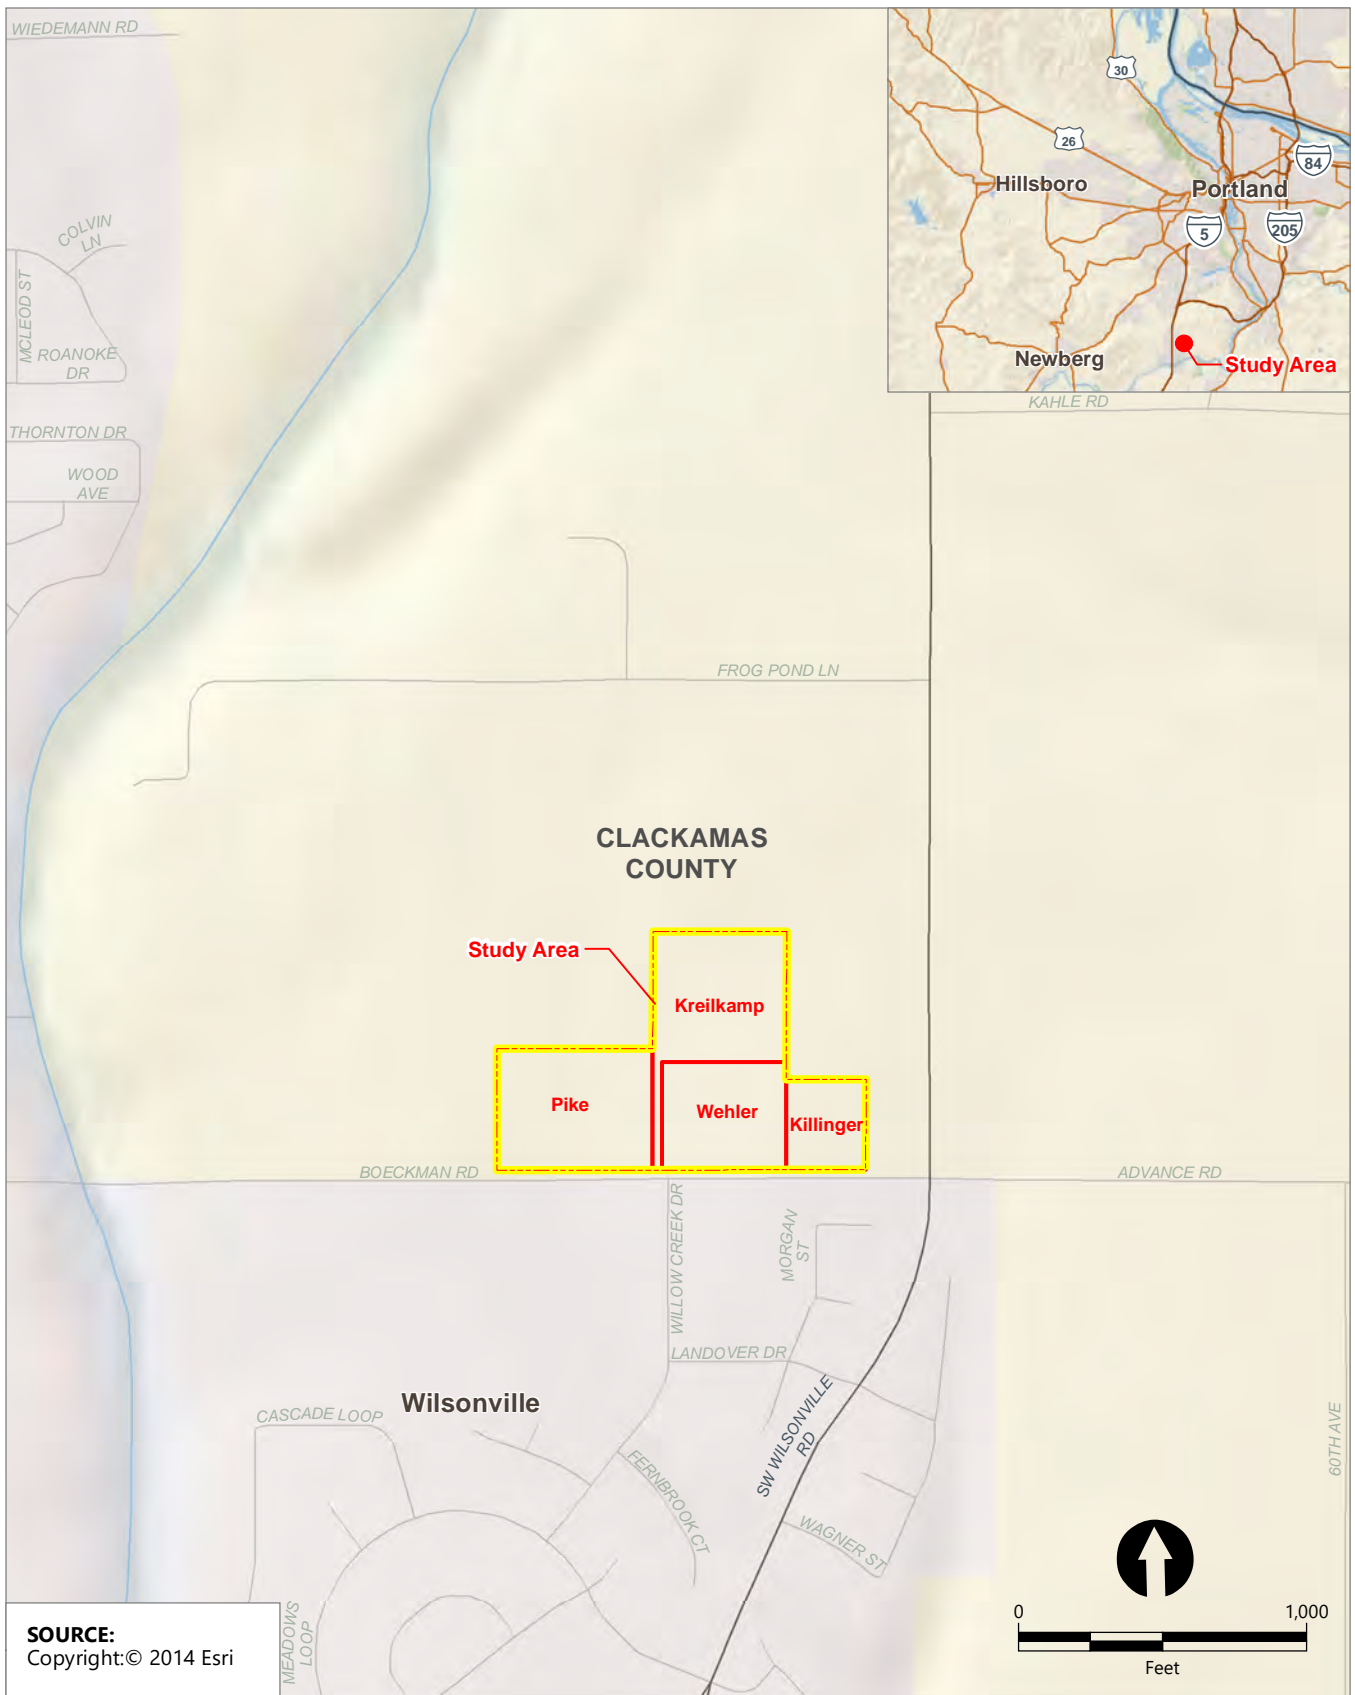 WIEDEMANN RD
30
26
84
Hillsboro
Portland
5
205
Newberg
Study Area
COLVIN
LN
MCLEOD ST
ROANOKE
DR
KAHLE RD
THORNTON DR
WOOD
AVE
FROG POND LN
CLACKAMAS
COUNTY
Study Area
Kreilkamp
Pike
Wehler
Killinger
BOECKMAN RD
ADVANCE RD
WILLOW CREEK DR
MORGAN
ST
LANDOVER DR
Wilsonville
CASCADE LOOP
SW WILSONVILLE
RD
60TH AVE
FERNBROOK CT
WAGNER ST
MEADOWS
LOOP
0
1,000
Feet
SOURCE:
Copyright:© 2014 Esri